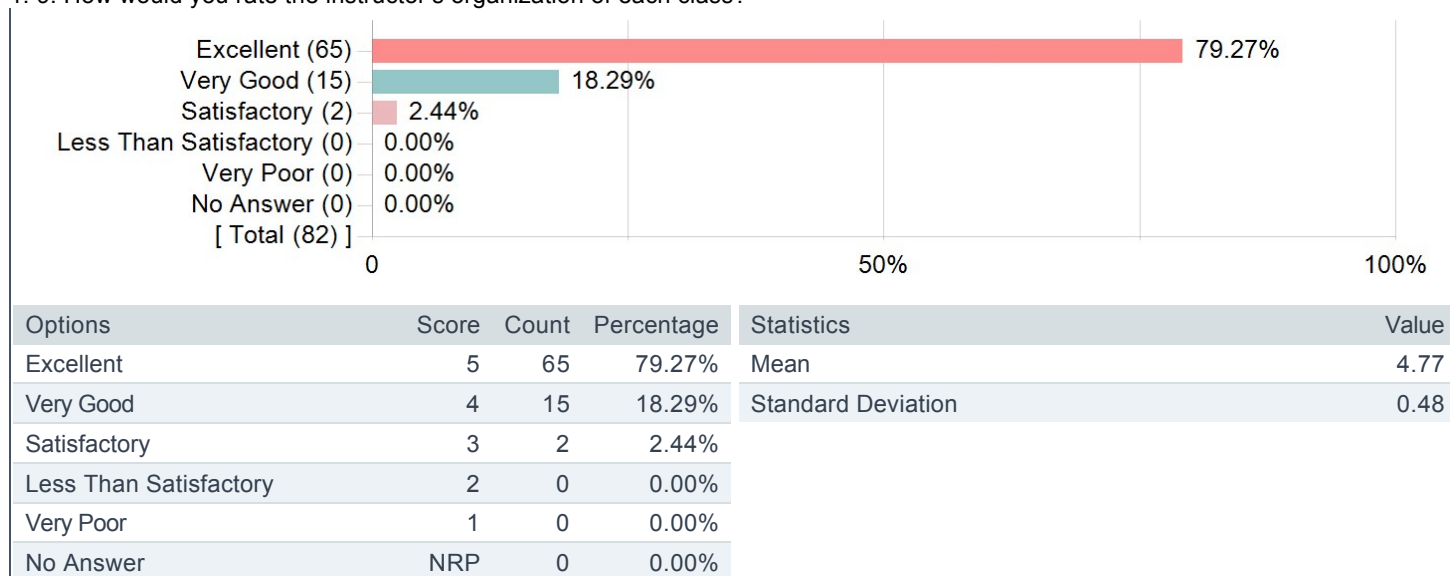 Excellent (65) 79.27%
Very Good (15) 18.29%
Satisfactory (2) 2.44%
Less Than Satisfactory (0) 0.00%
Very Poor (0) 0.00%
No Answer (0) 0.00%
[ Total (82) ]
0 50% 100%
Options Score Count Percentage
Excellent 5 65 79.27%
Very Good 4 15 18.29%
Satisfactory 3 2 2.44%
Less Than Satisfactory 2 0 0.00%
Very Poor 1 0 0.00%
No Answer NRP 0 0.00%
Statistics Value
Mean 4.77
Standard Deviation 0.48